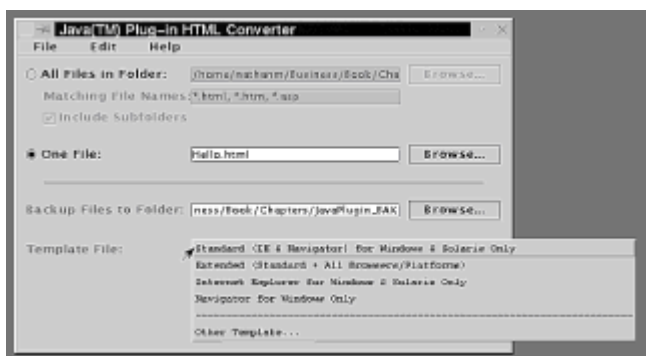 Java(TM) Plug-in HTML Converter
File Edit Help
All Files in Folder: /home/nathanm/Business/Book/Cha Browse...
Matching File Names: *.html, *.htm, *.asp
Include Subfolders
One File: Hello.html Browse...
Backup Files to Folder: ness/Book/Chapters/JavaPlugin_BAK Browse...
Template File: Standard (IE & Navigator) for Windows & Solaris Only
Extended (Standard + All Browsers/Platforms)
Internet Explorer for Windows & Solaris Only
Navigator for Windows Only
Other Template...